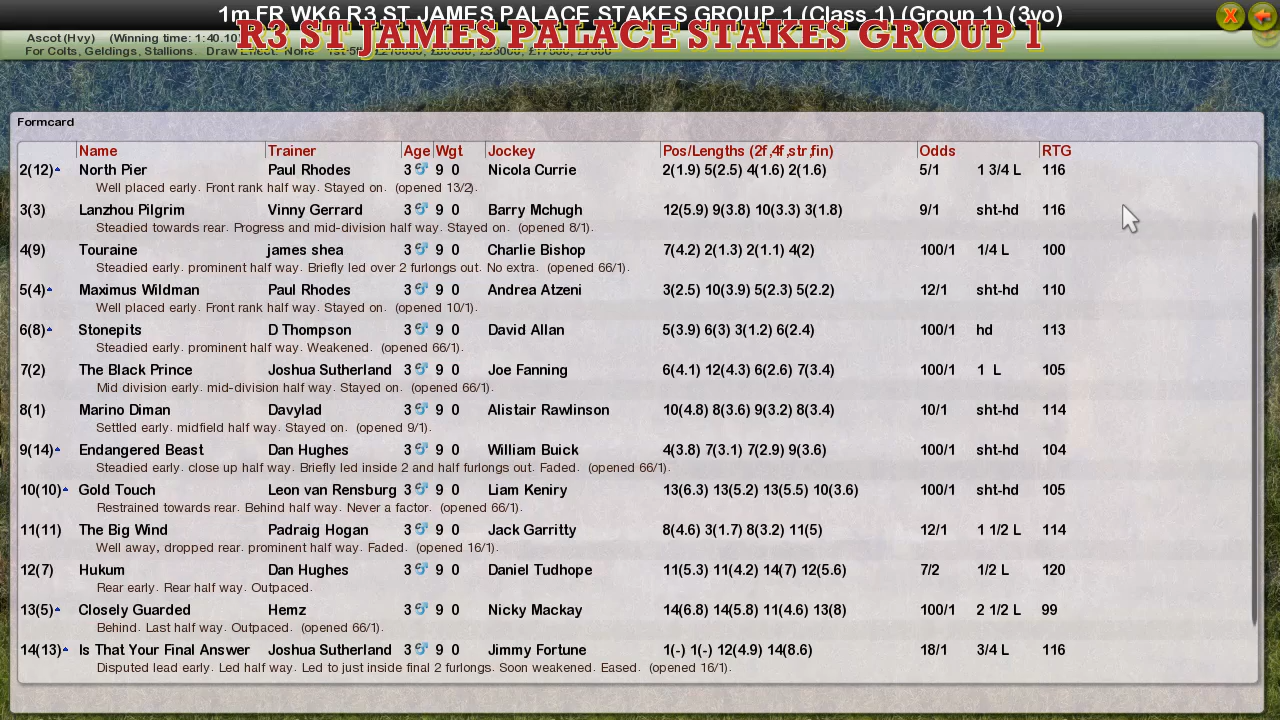 1m FR WK6 R3 ST JAMES PALACE STAKES GROUP 1 (Class 1) (Group 1) (3yo)
R3 ST JAMES PALACE STAKES GROUP 1
Ascot(Hvy) (Winning time: 1:40.10)
For Colts, Geldings, Stallions. Draw Effect: None
Formcard
Name Trainer Age Wgt Jockey Pos/Lengths (2f,4f,str,fin) Odds RTG
2(12) North Pier Paul Rhodes 3 9 0 Nicola Currie 2(1.9) 5(2.5) 4(1.6) 2(1.6) 5/1 1 3/4 L 116
Well placed early. Front rank half way. Stayed on. (opened 13/2).
3(3) Lanzhou Pilgrim Vinny Gerrard 3 9 0 Barry Mchugh 12(5.9) 9(3.8) 10(3.3) 3(1.8) 9/1 sht-hd 116
Steadied towards rear. Progress and mid-division half way. Stayed on. (opened 8/1).
4(9) Touraine james shea 3 9 0 Charlie Bishop 7(4.2) 2(1.3) 2(1.1) 4(2) 100/1 1/4 L 100
Steadied early. prominent half way. Briefly led over 2 furlongs out. No extra. (opened 66/1).
5(4) Maximus Wildman Paul Rhodes 3 9 0 Andrea Atzeni 3(2.5) 10(3.9) 5(2.3) 5(2.2) 12/1 sht-hd 110
Well placed early. Front rank half way. Stayed on. (opened 10/1).
6(8) Stonepits D Thompson 3 9 0 David Allan 5(3.9) 6(3) 3(1.2) 6(2.4) 100/1 hd 113
Steadied early. prominent half way. Weakened. (opened 66/1).
7(2) The Black Prince Joshua Sutherland 3 9 0 Joe Fanning 6(4.1) 12(4.3) 6(2.6) 7(3.4) 100/1 1 L 105
Mid division early. mid-division half way. Stayed on. (opened 66/1).
8(1) Marino Diman Davylad 3 9 0 Alistair Rawlinson 10(4.8) 8(3.6) 9(3.2) 8(3.4) 10/1 sht-hd 114
Settled early. midfield half way. Stayed on. (opened 9/1).
9(14) Endangered Beast Dan Hughes 3 9 0 William Buick 4(3.8) 7(3.1) 7(2.9) 9(3.6) 100/1 sht-hd 104
Steadied early. close up half way. Briefly led inside 2 and half furlongs out. Faded. (opened 66/1).
10(10) Gold Touch Leon van Rensburg 3 9 0 Liam Keniry 13(6.3) 13(5.2) 13(5.5) 10(3.6) 100/1 sht-hd 105
Restrained towards rear. Behind half way. Never a factor. (opened 66/1).
11(11) The Big Wind Padraig Hogan 3 9 0 Jack Garritty 8(4.6) 3(1.7) 8(3.2) 11(5) 12/1 1 1/2 L 114
Well away, dropped rear. prominent half way. Faded. (opened 16/1).
12(7) Hukum Dan Hughes 3 9 0 Daniel Tudhope 11(5.3) 11(4.2) 14(7) 12(5.6) 7/2 1/2 L 120
Rear early. Rear half way. Outpaced.
13(5) Closely Guarded Hemz 3 9 0 Nicky Mackay 14(6.8) 14(5.8) 11(4.6) 13(8) 100/1 2 1/2 L 99
Behind. Last half way. Outpaced. (opened 66/1).
14(13) Is That Your Final Answer Joshua Sutherland 3 9 0 Jimmy Fortune 1(-) 1(-) 12(4.9) 14(8.6) 18/1 3/4 L 116
Disputed lead early. Led half way. Led to just inside final 2 furlongs. Soon weakened. Eased. (opened 16/1).